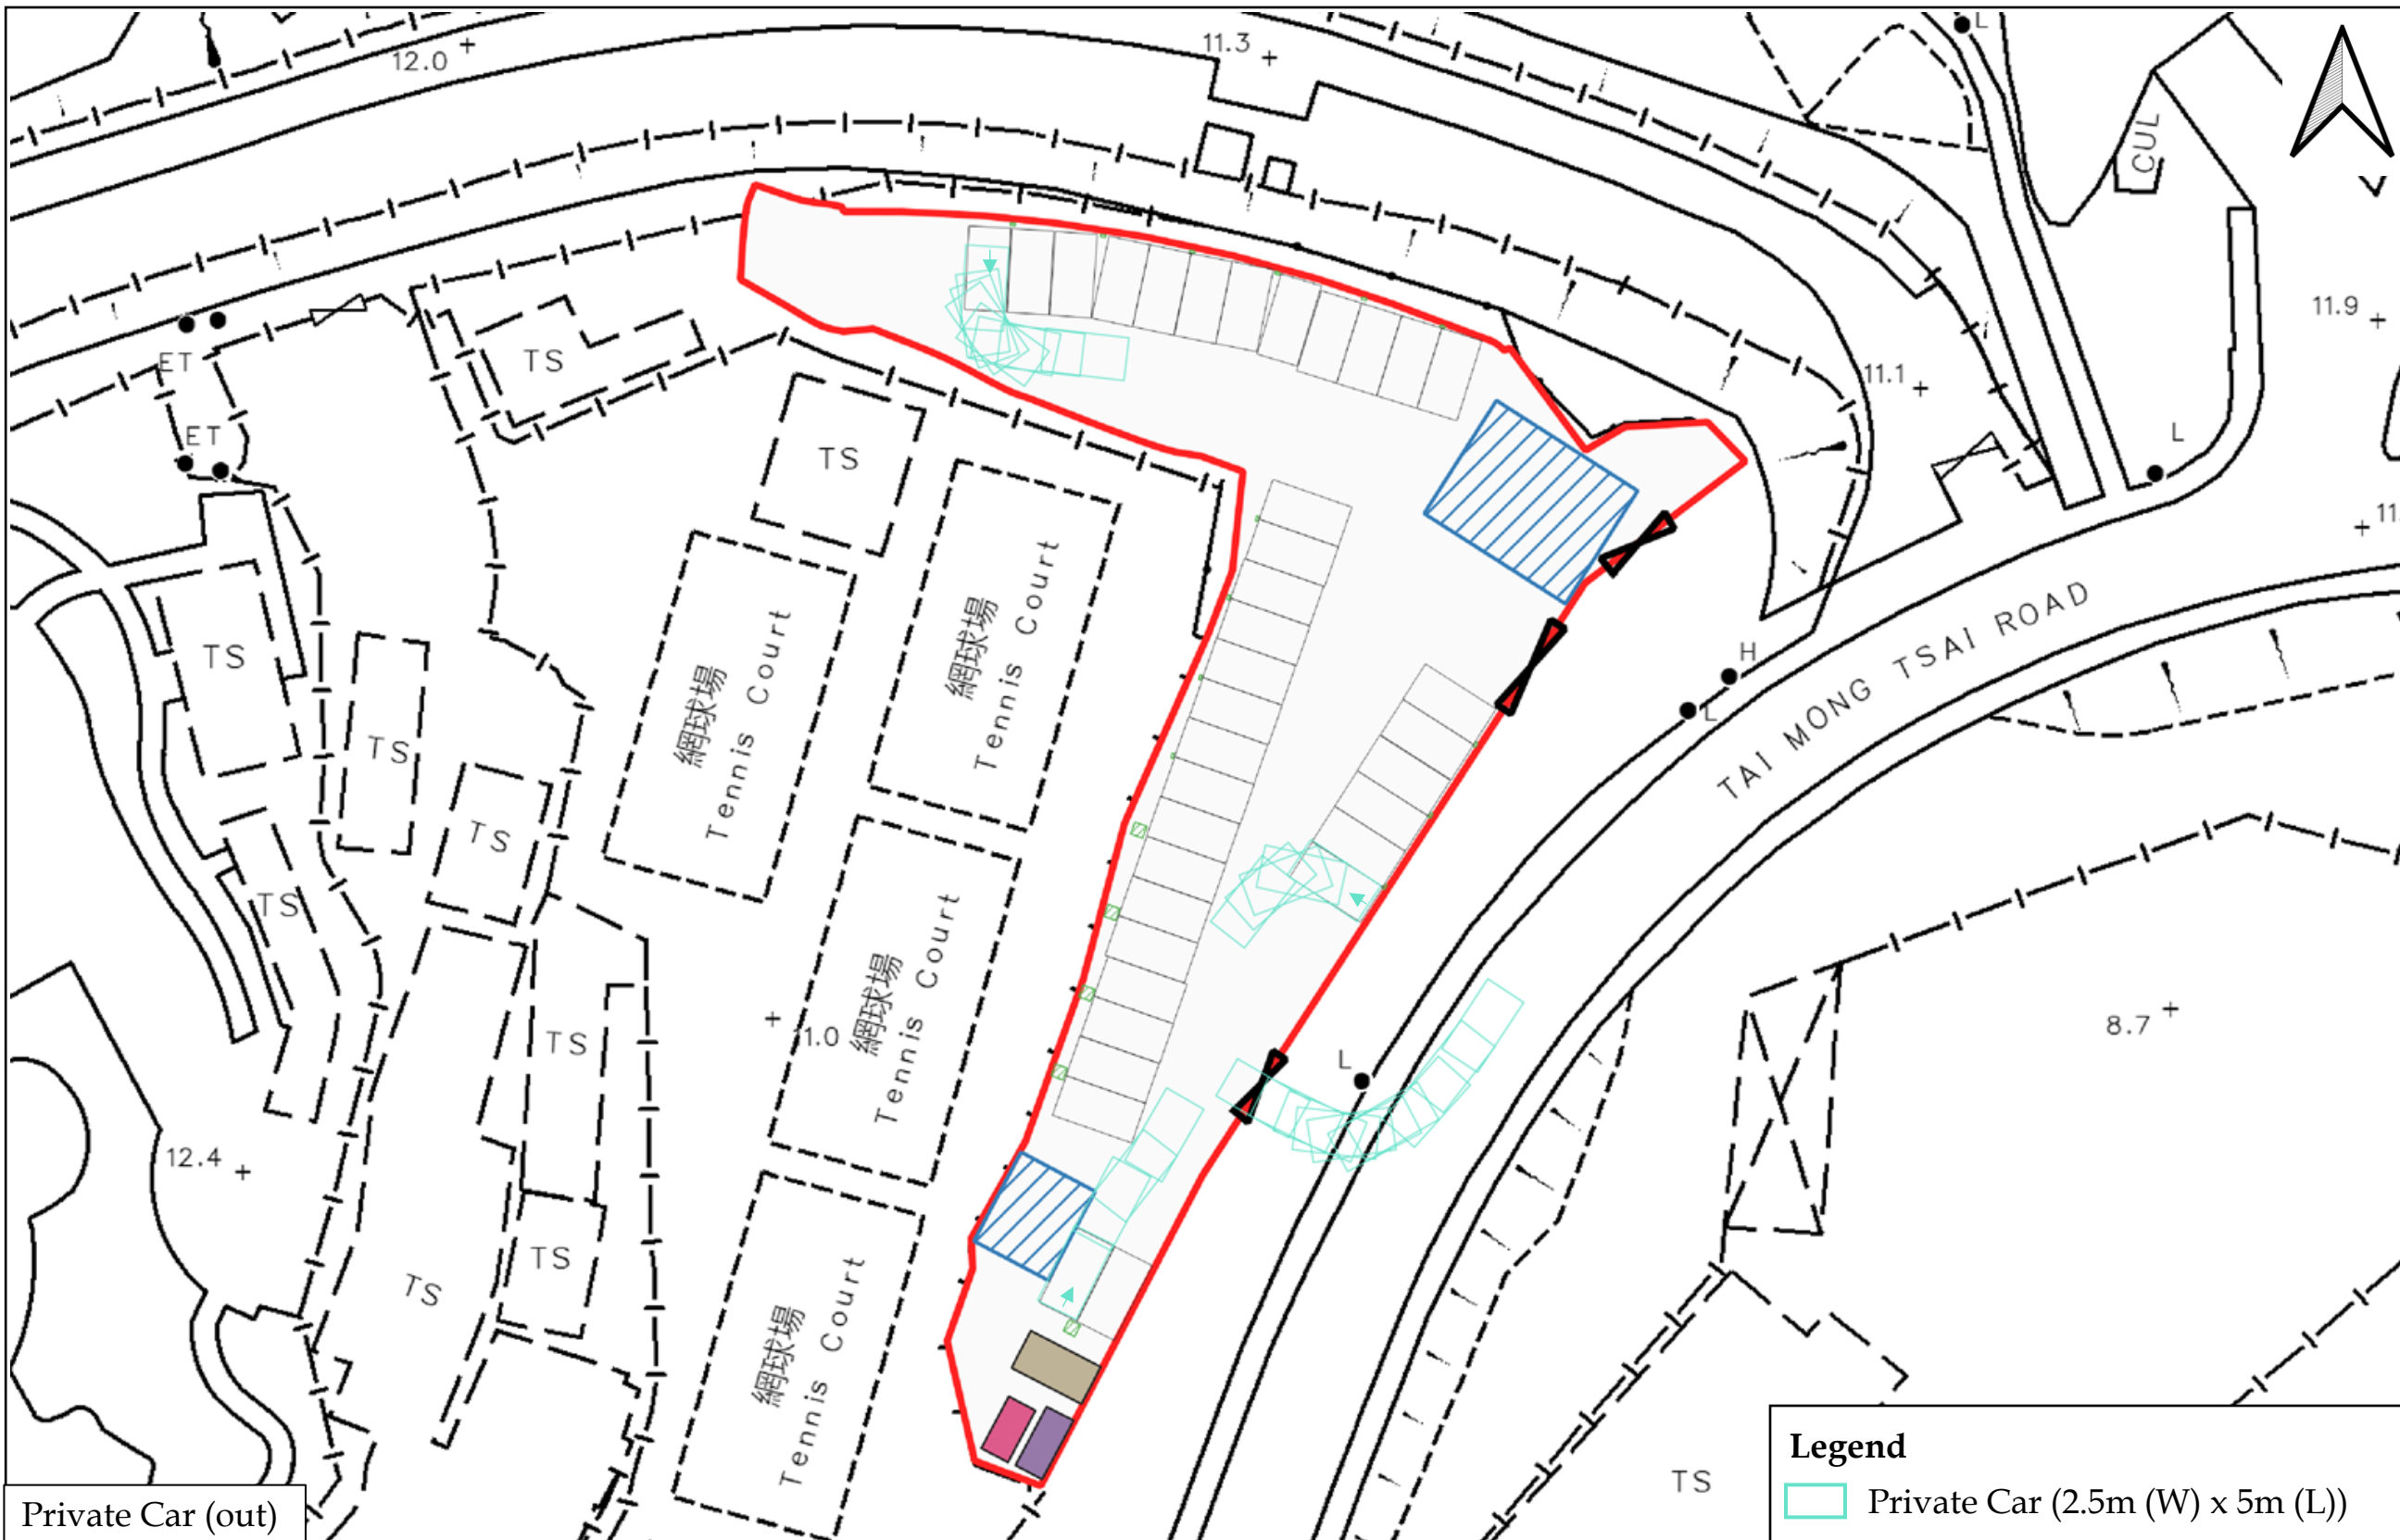 12.0
11.3
L
CUL
11.9
ET
TS
11.1
ET
TS
L
11.
TS
網球場
Tennis Court
網球場
Tennis Court
TAI MONG TSAI ROAD
H
L
TS
TS
TS
網球場
Tennis Court
11.0
TS
L
8.7
12.4
TS
TS
網球場
Tennis Court
TS
Legend
Private Car (2.5m (W) x 5m (L))
Private Car (out)